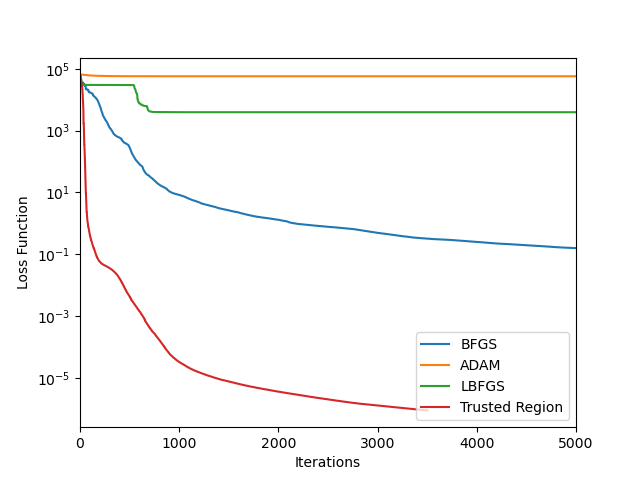 10^5
10^3
10^1
10^-1
10^-3
10^-5
Loss Function
0 1000 2000 3000 4000 5000
Iterations
BFGS
ADAM
LBFGS
Trusted Region